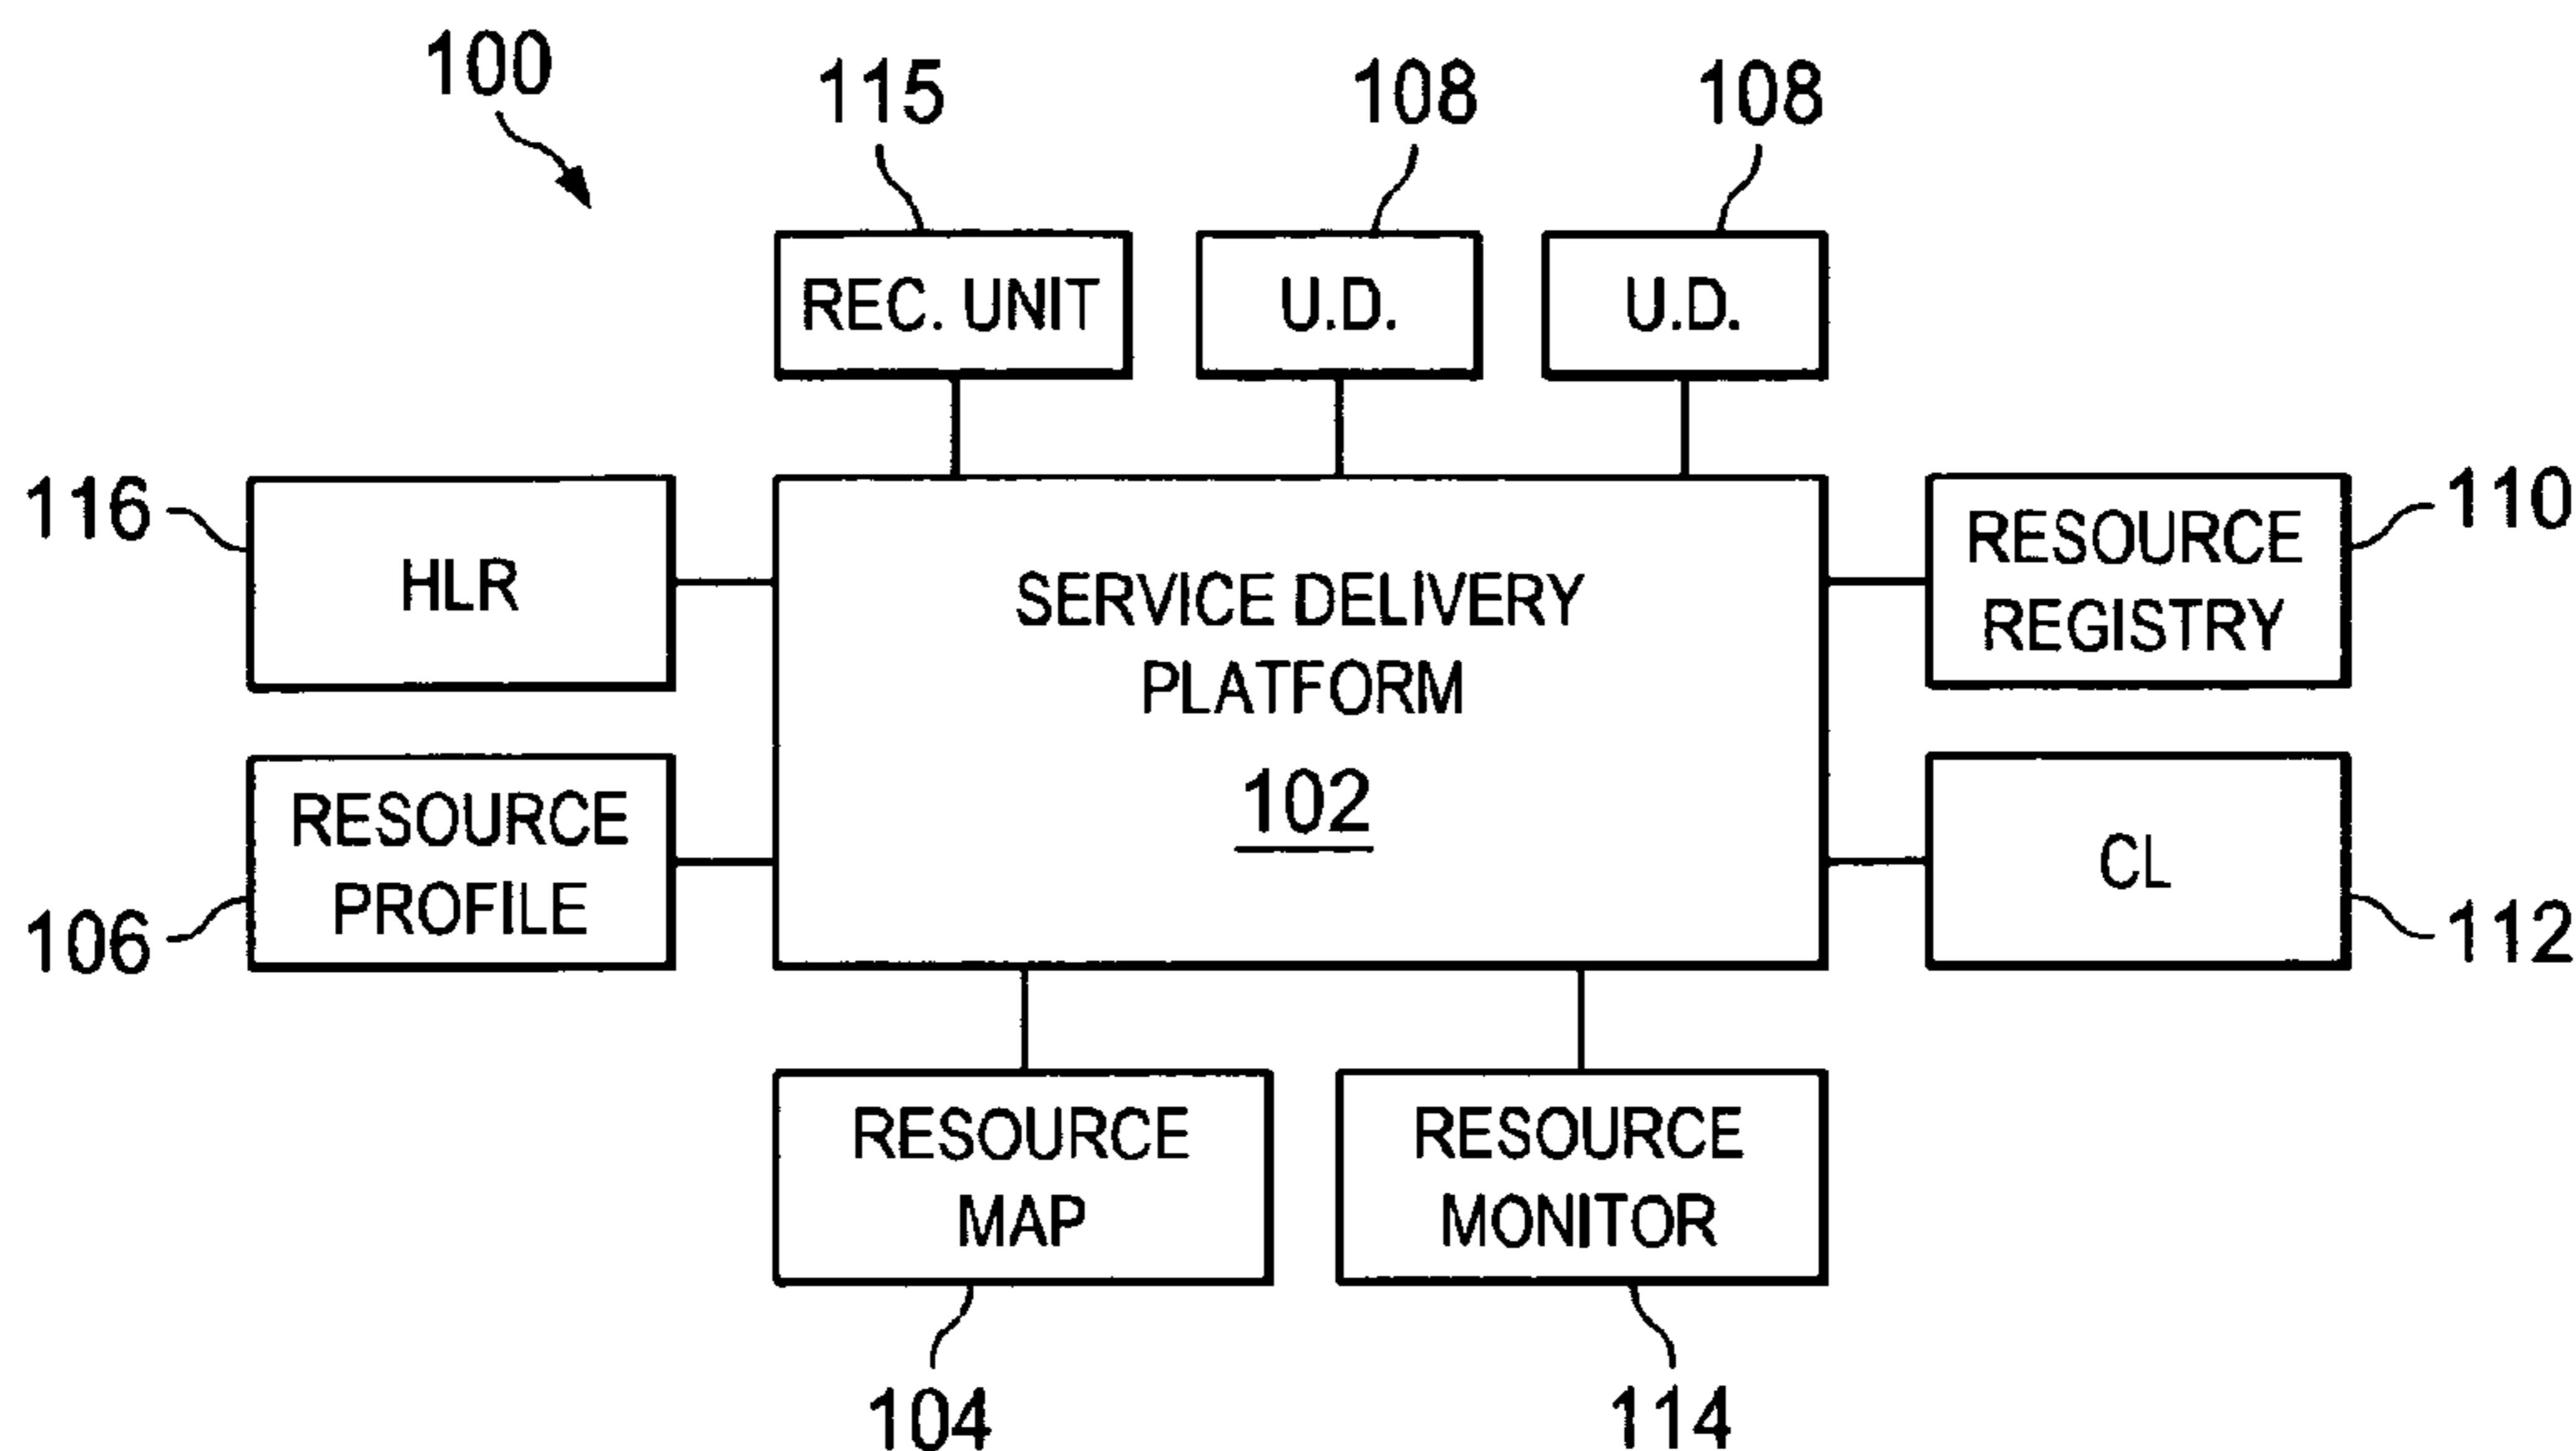 100
115
108
108
REC. UNIT
U.D.
U.D.
116
HLR
SERVICE DELIVERY
PLATFORM
102
RESOURCE
REGISTRY
110
RESOURCE
PROFILE
106
CL
112
RESOURCE
MAP
RESOURCE
MONITOR
104
114